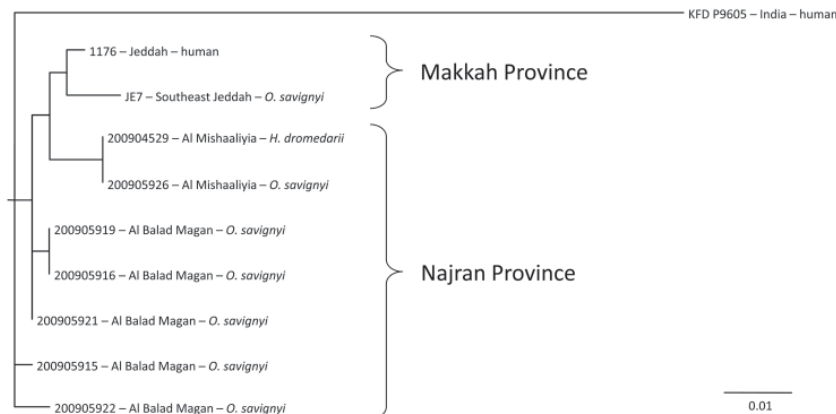 KFD P9605 – India – human
1176 – Jeddah – human
JE7 – Southeast Jeddah – O. savignyi
Makkah Province
200904529 – Al Mishaaliyia – H. dromedarii
200905926 – Al Mishaaliyia – O. savignyi
200905919 – Al Balad Magan – O. savignyi
200905916 – Al Balad Magan – O. savignyi
Najran Province
200905921 – Al Balad Magan – O. savignyi
200905915 – Al Balad Magan – O. savignyi
200905922 – Al Balad Magan – O. savignyi
0.01